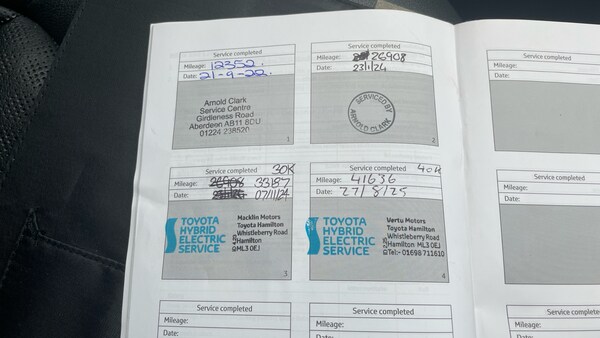 Service completed
Mileage: 12352.
Date: 21-9-22.
Arnold Clark
Service Centre
Girdleness Road
Aberdeen AB11 8DU
01224 238520
1
Service completed
Mileage: 26908
Date: 23/1/24
SERVICED BY
ARNOLD CLARK
2
Service completed
Mileage:
Date:
Service completed 30K
Mileage: 26908 33187
Date: 07/11/24
TOYOTA
HYBRID
ELECTRIC
SERVICE
Macklin Motors
Toyota Hamilton
Whistleberry Road
Hamilton
ML3 0EJ
3
Service completed 40K
Mileage: 41636
Date: 27/8/25
TOYOTA
HYBRID
ELECTRIC
SERVICE
Vertu Motors
Toyota Hamilton
Whistleberry Road
Hamilton ML3 0EJ
Tel:- 01698 711610
4
Service completed
Mileage:
Date:
Service completed
Mileage:
Date:
Service completed
Mileage:
Date:
Service complete
Mileage: